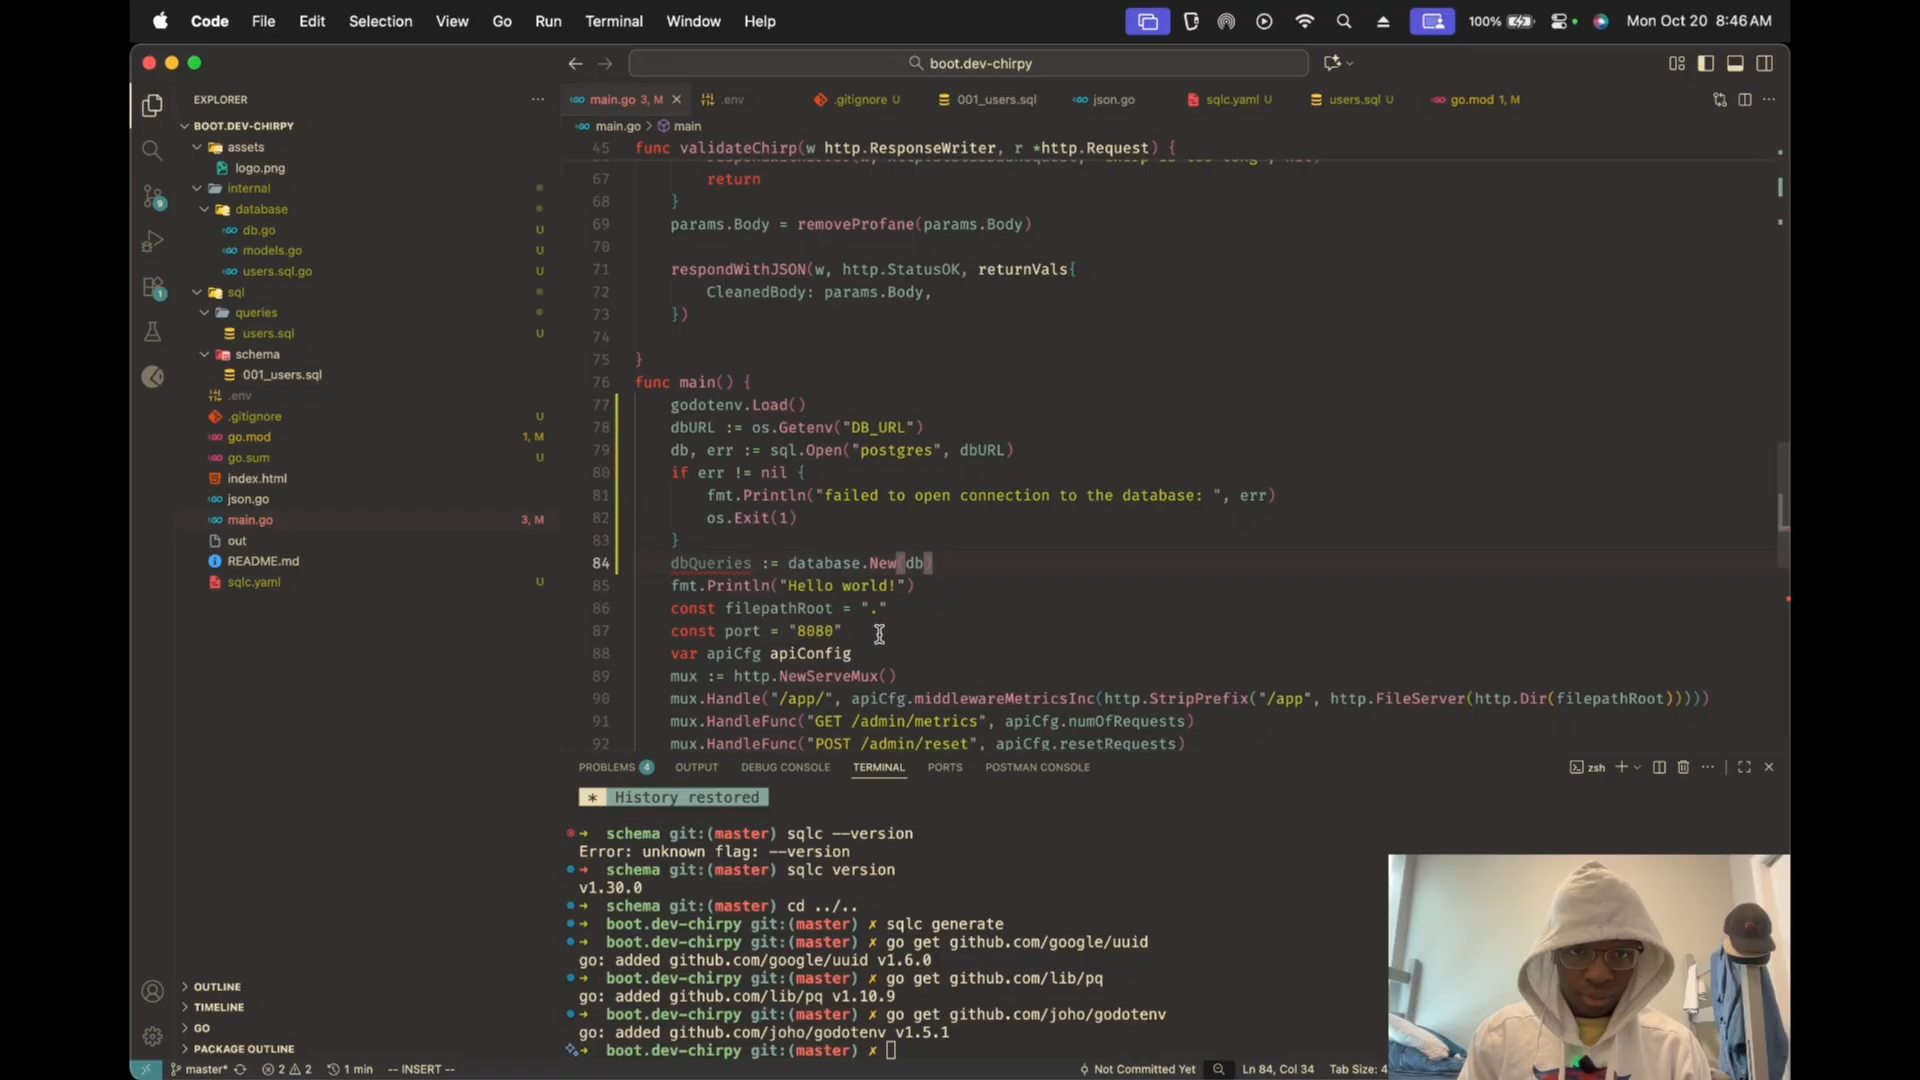 Code File Edit Selection View Go Run Terminal Window Help
100% Mon Oct 20 8:46 AM
boot.dev-chirpy
EXPLORER
BOOT.DEV-CHIRPY
assets
logo.png
internal
database
db.go U
models.go U
users.sql.go U
sql
queries
users.sql U
schema
001_users.sql
.env
.gitignore U
go.mod 1, M
go.sum U
index.html
json.go
main.go 3, M
out
README.md
sqlc.yaml U
OUTLINE
TIMELINE
GO
PACKAGE OUTLINE
9
1
main.go 3, M .env .gitignore U 001_users.sql json.go sqlc.yaml U users.sql U go.mod 1, M
main.go > main
45 func validateChirp(w http.ResponseWriter, r *http.Request) {
67 return
68 }
69 params.Body = removeProfane(params.Body)
70
71 respondWithJSON(w, http.StatusOK, returnVals{
72 CleanedBody: params.Body,
73 })
74
75 }
76 func main() {
77 godotenv.Load()
78 dbURL := os.Getenv("DB_URL")
79 db, err := sql.Open("postgres", dbURL)
80 if err != nil {
81 fmt.Println("failed to open connection to the database: ", err)
82 os.Exit(1)
83 }
84 dbQueries := database.New(db)
85 fmt.Println("Hello world!")
86 const filepathRoot = "."
87 const port = "8080"
88 var apiCfg apiConfig
89 mux := http.NewServeMux()
90 mux.Handle("/app/", apiCfg.middlewareMetricsInc(http.StripPrefix("/app", http.FileServer(http.Dir(filepathRoot)))))
91 mux.HandleFunc("GET /admin/metrics", apiCfg.numOfRequests)
92 mux.HandleFunc("POST /admin/reset", apiCfg.resetRequests)
PROBLEMS 4 OUTPUT DEBUG CONSOLE TERMINAL PORTS POSTMAN CONSOLE
zsh
* History restored
➜ schema git:(master) sqlc --version
Error: unknown flag: --version
➜ schema git:(master) sqlc version
v1.30.0
➜ schema git:(master) cd ../..
➜ boot.dev-chirpy git:(master) ✗ sqlc generate
➜ boot.dev-chirpy git:(master) ✗ go get github.com/google/uuid
go: added github.com/google/uuid v1.6.0
➜ boot.dev-chirpy git:(master) ✗ go get github.com/lib/pq
go: added github.com/lib/pq v1.10.9
➜ boot.dev-chirpy git:(master) ✗ go get github.com/joho/godotenv
go: added github.com/joho/godotenv v1.5.1
➜ boot.dev-chirpy git:(master) ✗
master* 2 2 1 min -- INSERT -- Not Committed Yet Ln 84, Col 34 Tab Size: 4